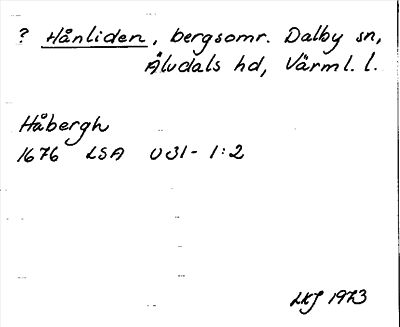 ? Hånliden, bergsomr. Dalby sn,
Älvdals hd, Värml. l.
Håbergh
1676 LSA U31-1:2
LKJ 1973